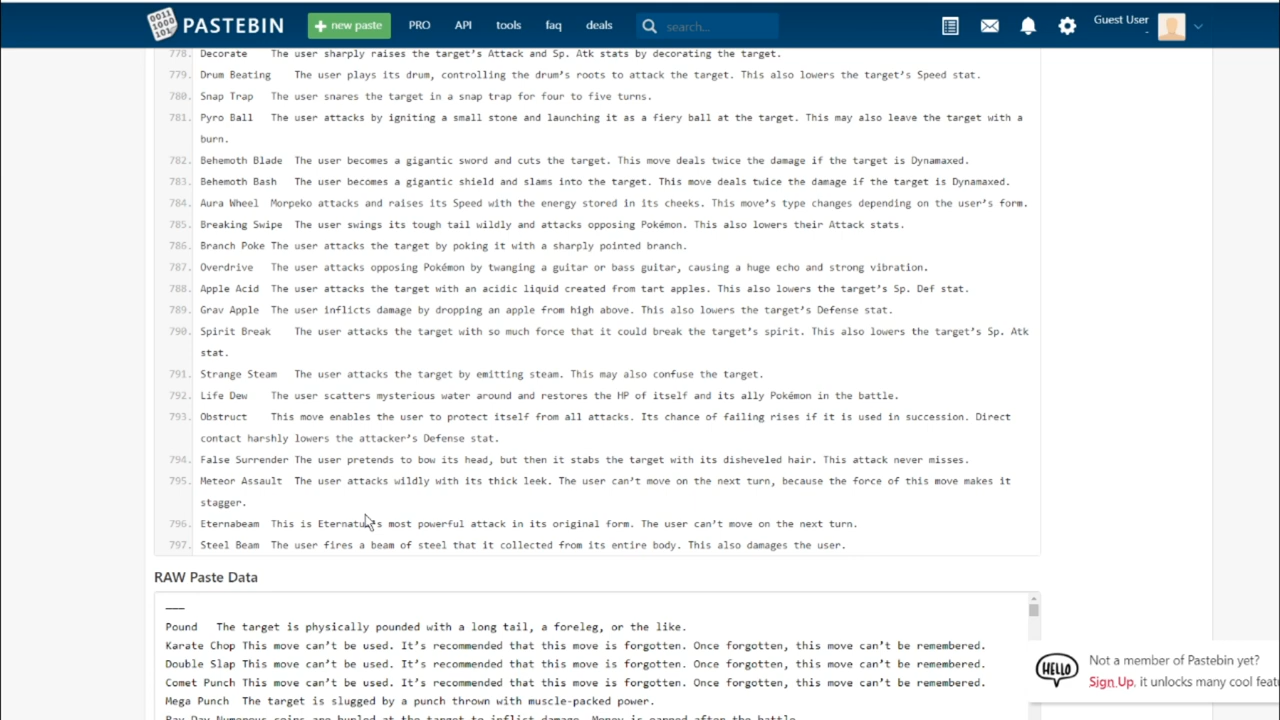 0011
1000
101
PASTEBIN
+ new paste
PRO
API
tools
faq
deals
search...
Guest User
-
778. Decorate The user sharply raises the target's Attack and Sp. Atk stats by decorating the target.
779. Drum Beating The user plays its drum, controlling the drum's roots to attack the target. This also lowers the target's Speed stat.
780. Snap Trap The user snares the target in a snap trap for four to five turns.
781. Pyro Ball The user attacks by igniting a small stone and launching it as a fiery ball at the target. This may also leave the target with a
burn.
782. Behemoth Blade The user becomes a gigantic sword and cuts the target. This move deals twice the damage if the target is Dynamaxed.
783. Behemoth Bash The user becomes a gigantic shield and slams into the target. This move deals twice the damage if the target is Dynamaxed.
784. Aura Wheel Morpeko attacks and raises its Speed with the energy stored in its cheeks. This move's type changes depending on the user's form.
785. Breaking Swipe The user swings its tough tail wildly and attacks opposing Pokémon. This also lowers their Attack stats.
786. Branch Poke The user attacks the target by poking it with a sharply pointed branch.
787. Overdrive The user attacks opposing Pokémon by twanging a guitar or bass guitar, causing a huge echo and strong vibration.
788. Apple Acid The user attacks the target with an acidic liquid created from tart apples. This also lowers the target's Sp. Def stat.
789. Grav Apple The user inflicts damage by dropping an apple from high above. This also lowers the target's Defense stat.
790. Spirit Break The user attacks the target with so much force that it could break the target's spirit. This also lowers the target's Sp. Atk
stat.
791. Strange Steam The user attacks the target by emitting steam. This may also confuse the target.
792. Life Dew The user scatters mysterious water around and restores the HP of itself and its ally Pokémon in the battle.
793. Obstruct This move enables the user to protect itself from all attacks. Its chance of failing rises if it is used in succession. Direct
contact harshly lowers the attacker's Defense stat.
794. False Surrender The user pretends to bow its head, but then it stabs the target with its disheveled hair. This attack never misses.
795. Meteor Assault The user attacks wildly with its thick leek. The user can't move on the next turn, because the force of this move makes it
stagger.
796. Eternabeam This is Eternatus's most powerful attack in its original form. The user can't move on the next turn.
797. Steel Beam The user fires a beam of steel that it collected from its entire body. This also damages the user.
RAW Paste Data
———
Pound The target is physically pounded with a long tail, a foreleg, or the like.
Karate Chop This move can't be used. It's recommended that this move is forgotten. Once forgotten, this move can't be remembered.
Double Slap This move can't be used. It's recommended that this move is forgotten. Once forgotten, this move can't be remembered.
Comet Punch This move can't be used. It's recommended that this move is forgotten. Once forgotten, this move can't be remembered.
Mega Punch The target is slugged by a punch thrown with muscle-packed power.
Pay Day Numerous coins are hurled at the target to inflict damage. Money is earned after the battle.
HELLO
Not a member of Pastebin yet?
Sign Up, it unlocks many cool feat